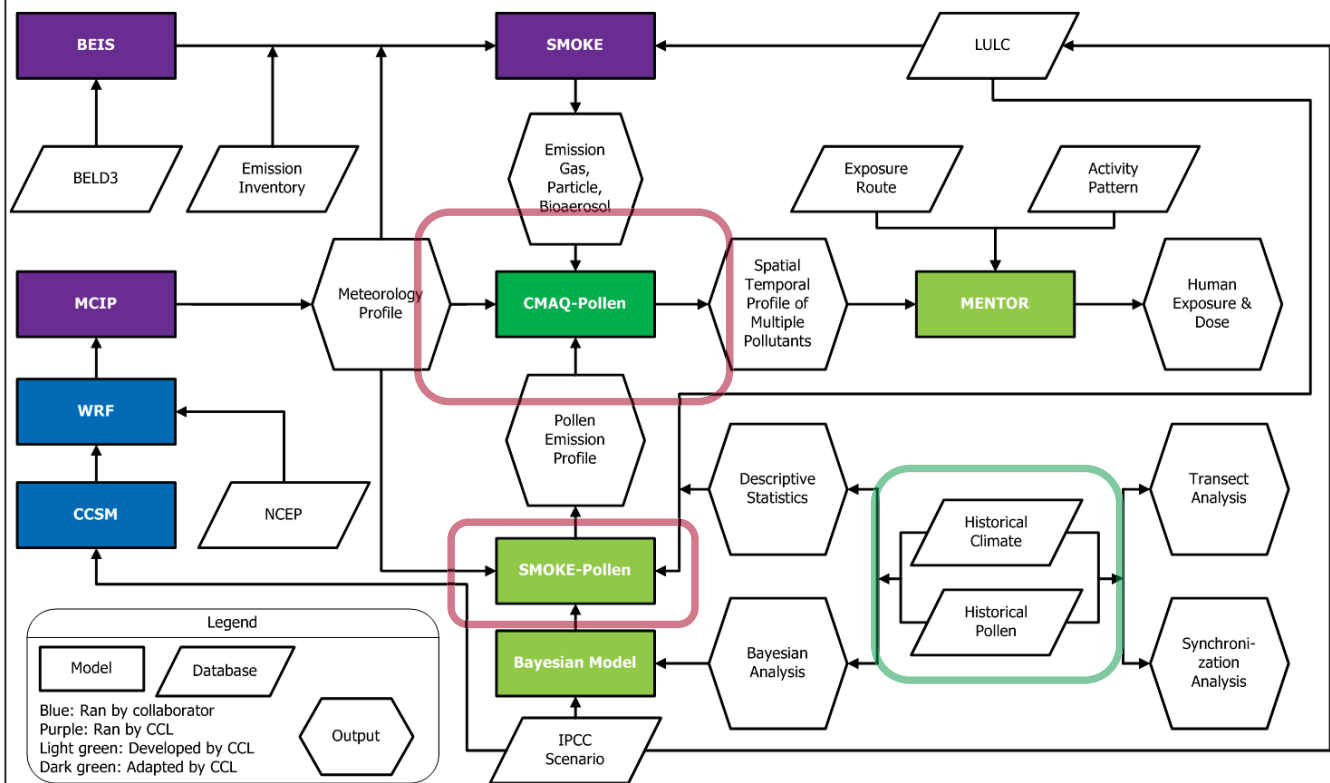 BEIS
SMOKE
LULC
BELD3
Emission
Inventory
Emission
Gas,
Particle,
Bioaerosol
Exposure
Route
Activity
Pattern
MCIP
Meteorology
Profile
CMAQ-Pollen
Spatial
Temporal
Profile of
Multiple
Pollutants
MENTOR
Human
Exposure &
Dose
WRF
Pollen
Emission
Profile
CCSM
NCEP
Descriptive
Statistics
Historical
Climate
Transect
Analysis
SMOKE-Pollen
Historical
Pollen
Bayesian Model
Bayesian
Analysis
Synchroni-
zation
Analysis
IPCC
Scenario
Legend
Model
Database
Blue: Ran by collaborator
Purple: Ran by CCL
Light green: Developed by CCL
Dark green: Adapted by CCL
Output